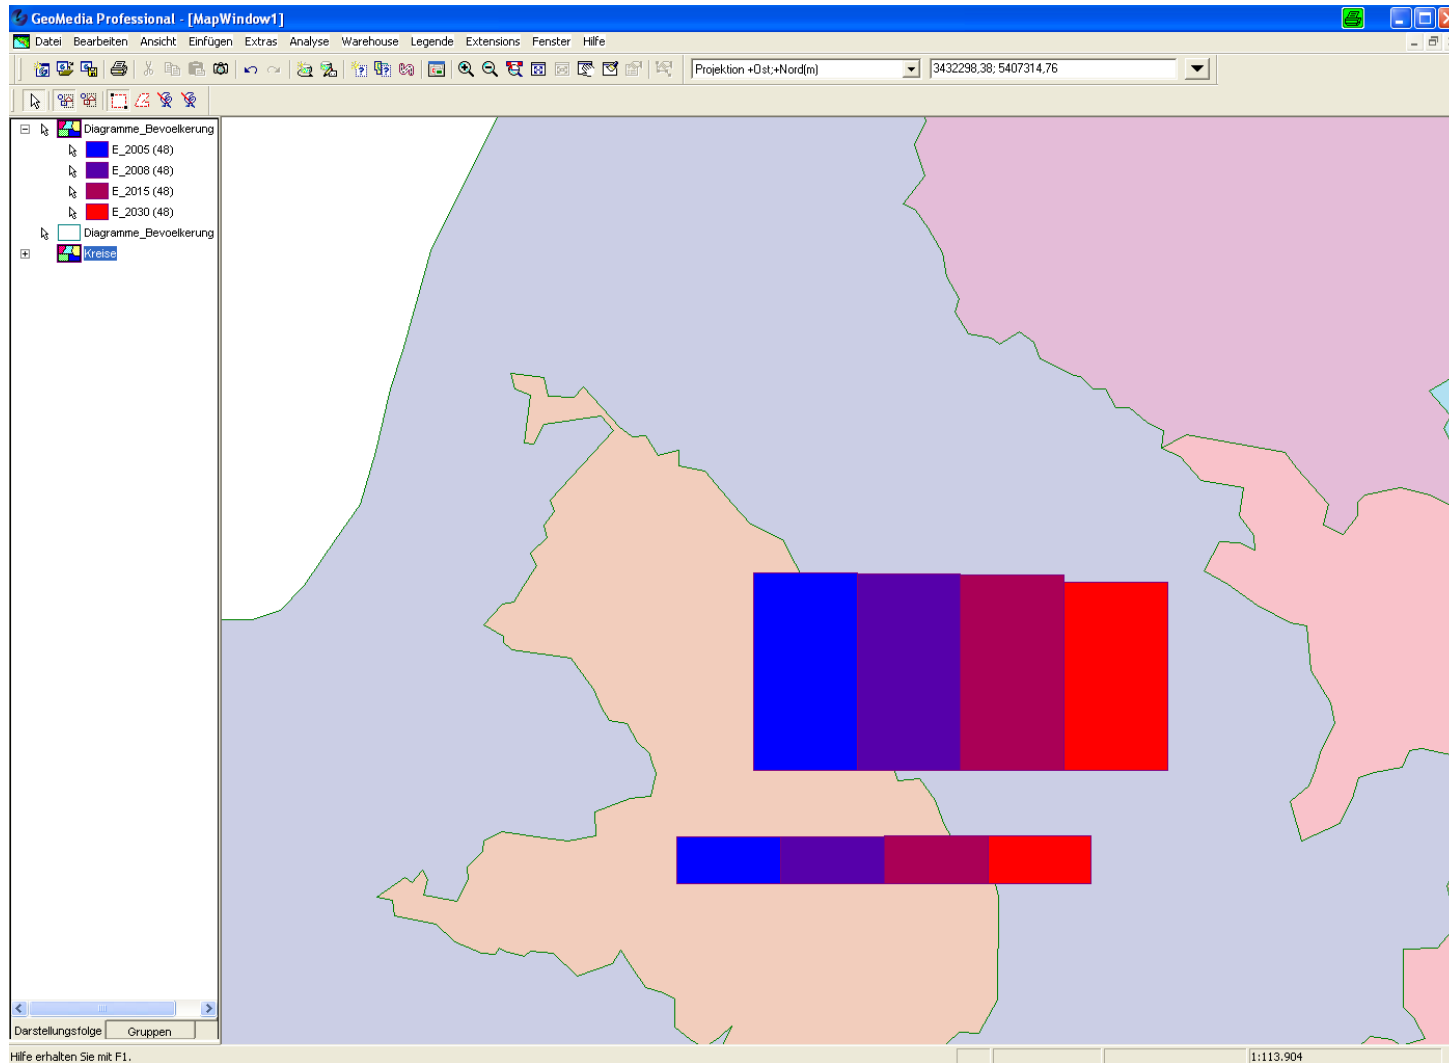 GeoMedia Professional - [MapWindow1]
Datei Bearbeiten Ansicht Einfügen Extras Analyse Warehouse Legende Extensions Fenster Hilfe
Projektion +Ost;+Nord(m) 3432298,38; 5407314,76
Diagramme_Bevoelkerung
E_2005 (48)
E_2008 (48)
E_2015 (48)
E_2030 (48)
Diagramme_Bevoelkerung
Kreise
Darstellungsfolge Gruppen
Hilfe erhalten Sie mit F1. 1:113.904